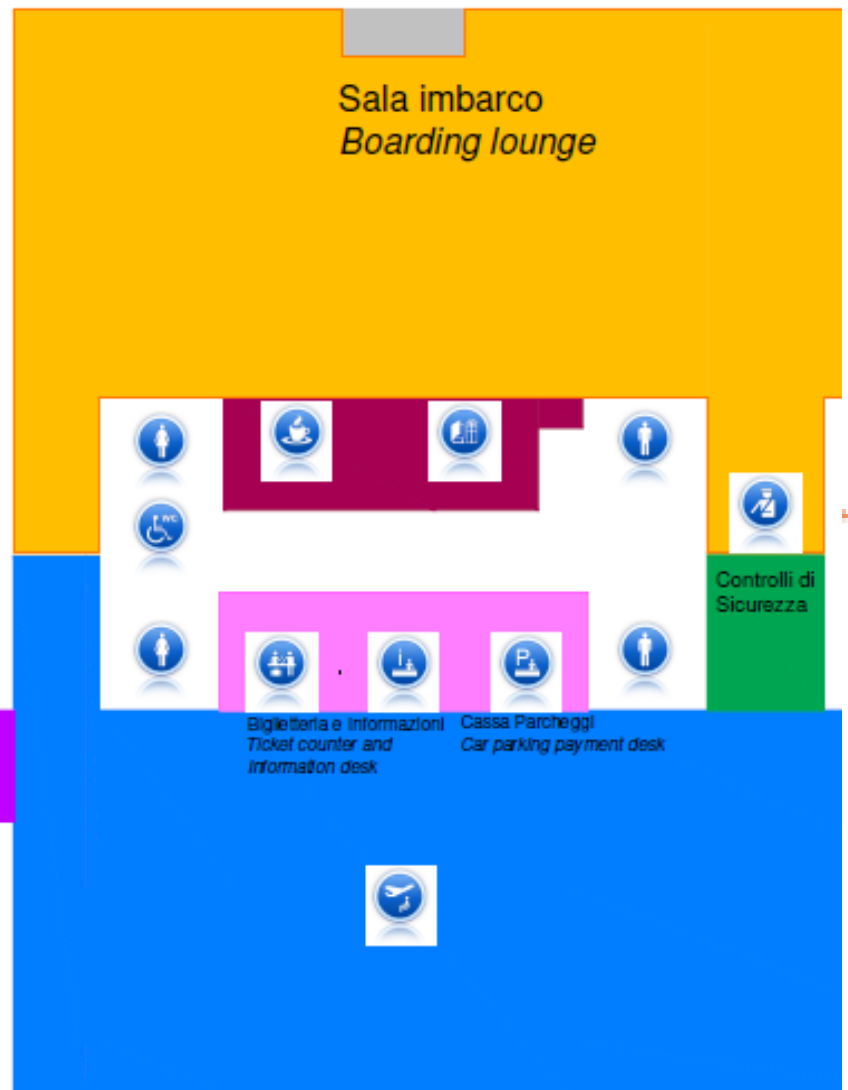 Sala imbarco
Boarding lounge
WC
Controlli di
Sicurezza
i
P
Biglietteria e Informazioni
Ticket counter and
Information desk
Cassa Parcheggi
Car parking payment desk